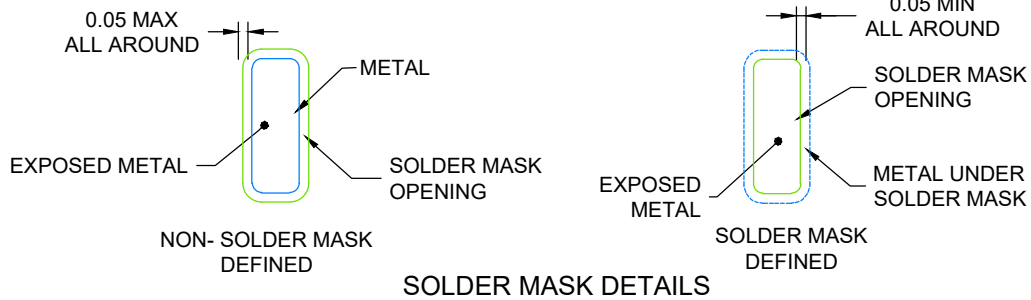 0.05 MAX
ALL AROUND
METAL
EXPOSED METAL
SOLDER MASK
OPENING
NON- SOLDER MASK
DEFINED
0.05 MIN
ALL AROUND
SOLDER MASK
OPENING
EXPOSED
METAL
METAL UNDER
SOLDER MASK
SOLDER MASK
DEFINED
SOLDER MASK DETAILS